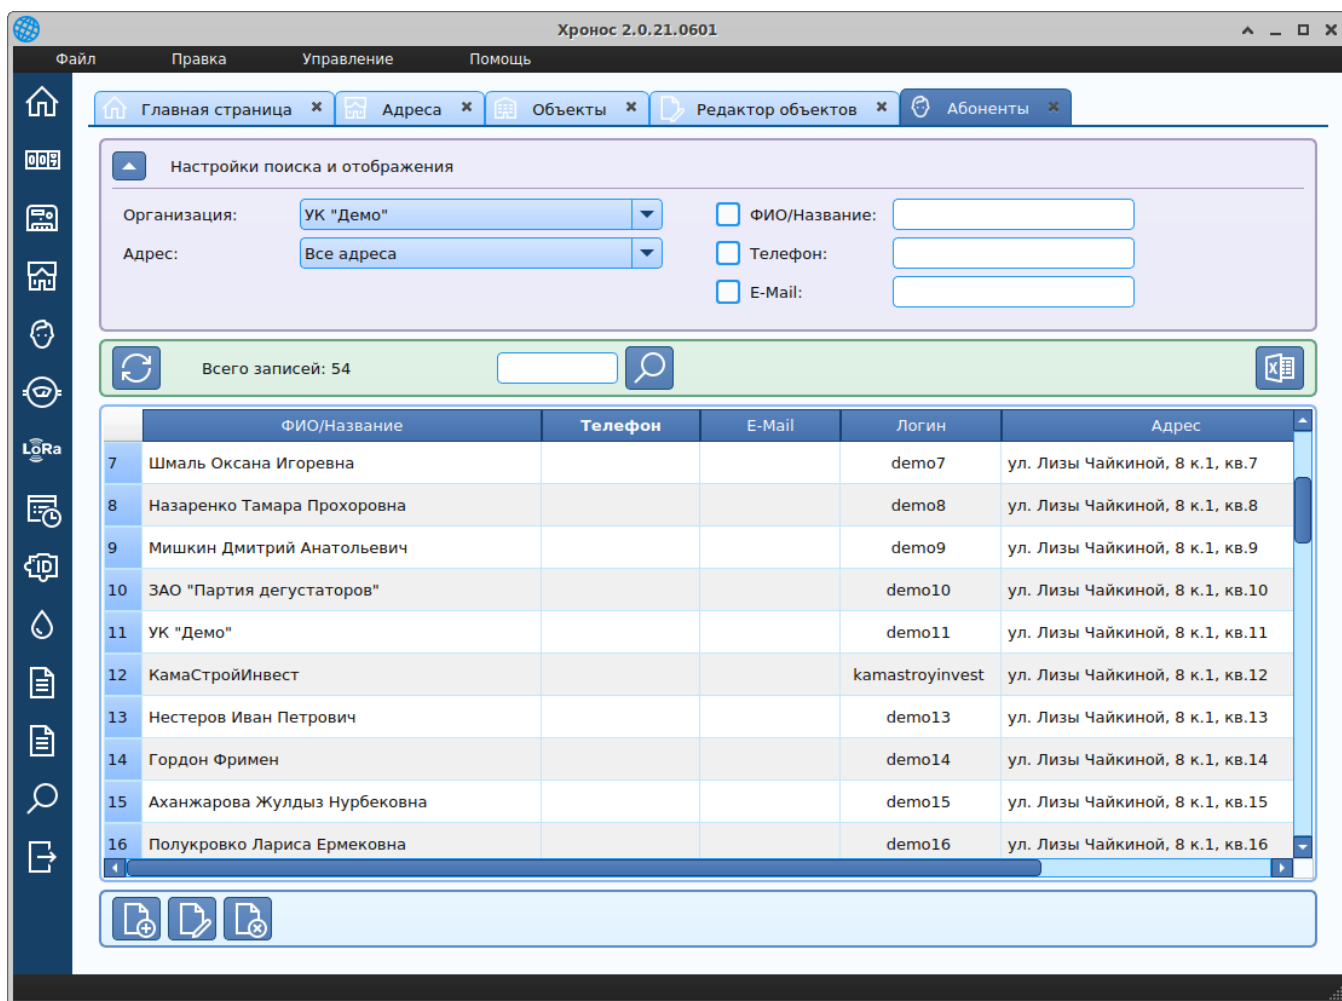 Хронос 2.0.21.0601
Файл Правка Управление Помощь
Главная страница Адреса Объекты Редактор объектов Абоненты
Настройки поиска и отображения
Организация: УК "Демо" ФИО/Название:
Адрес: Все адреса Телефон:
E-Mail:
Всего записей: 54
ФИО/Название Телефон E-Mail Логин Адрес
7 Шмаль Оксана Игоревна demo7 ул. Лизы Чайкиной, 8 к.1, кв.7
8 Назаренко Тамара Прохоровна demo8 ул. Лизы Чайкиной, 8 к.1, кв.8
9 Мишкин Дмитрий Анатольевич demo9 ул. Лизы Чайкиной, 8 к.1, кв.9
10 ЗАО "Партия дегустаторов" demo10 ул. Лизы Чайкиной, 8 к.1, кв.10
11 УК "Демо" demo11 ул. Лизы Чайкиной, 8 к.1, кв.11
12 КамаСтройИнвест kamastroyinvest ул. Лизы Чайкиной, 8 к.1, кв.12
13 Нестеров Иван Петрович demo13 ул. Лизы Чайкиной, 8 к.1, кв.13
14 Гордон Фримен demo14 ул. Лизы Чайкиной, 8 к.1, кв.14
15 Аханжарова Жулдыз Нурбековна demo15 ул. Лизы Чайкиной, 8 к.1, кв.15
16 Полукровко Лариса Ермековна demo16 ул. Лизы Чайкиной, 8 к.1, кв.16
LoRa
ID